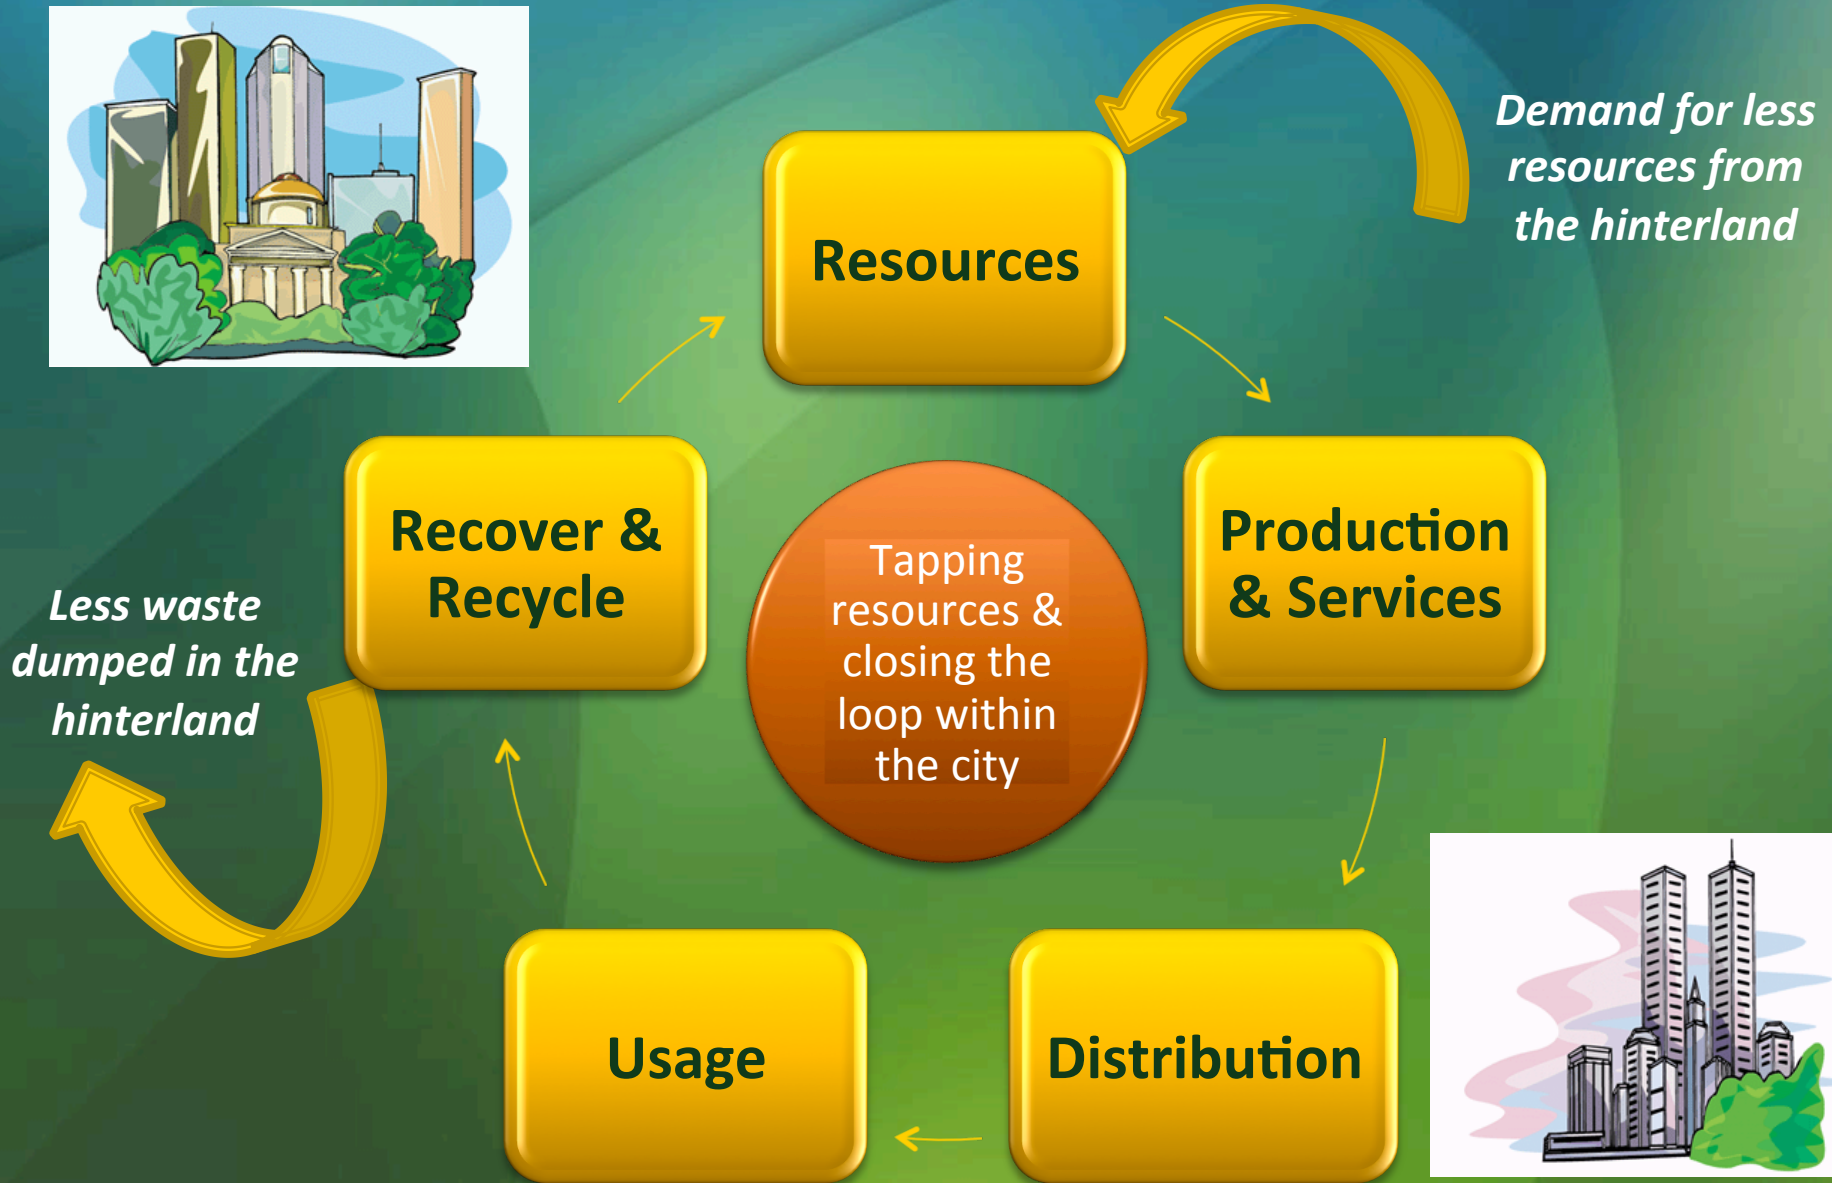 Demand for less
resources from
the hinterland
Resources
Recover &
Recycle
Production
& Services
Tapping
resources &
closing the
loop within
the city
Less waste
dumped in the
hinterland
Usage
Distribution